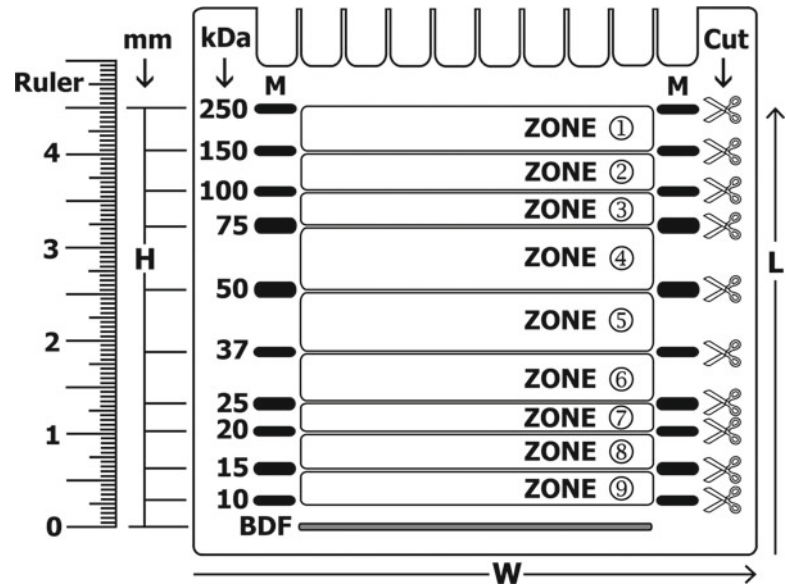 mm kDa Cut
Ruler M M
250 ZONE ①
4 150 ZONE ②
100 ZONE ③
75
3 H ZONE ④ L
50
2 ZONE ⑤
37
ZONE ⑥
25
1 20 ZONE ⑦
ZONE ⑧
15
10 ZONE ⑨
0 BDF
W